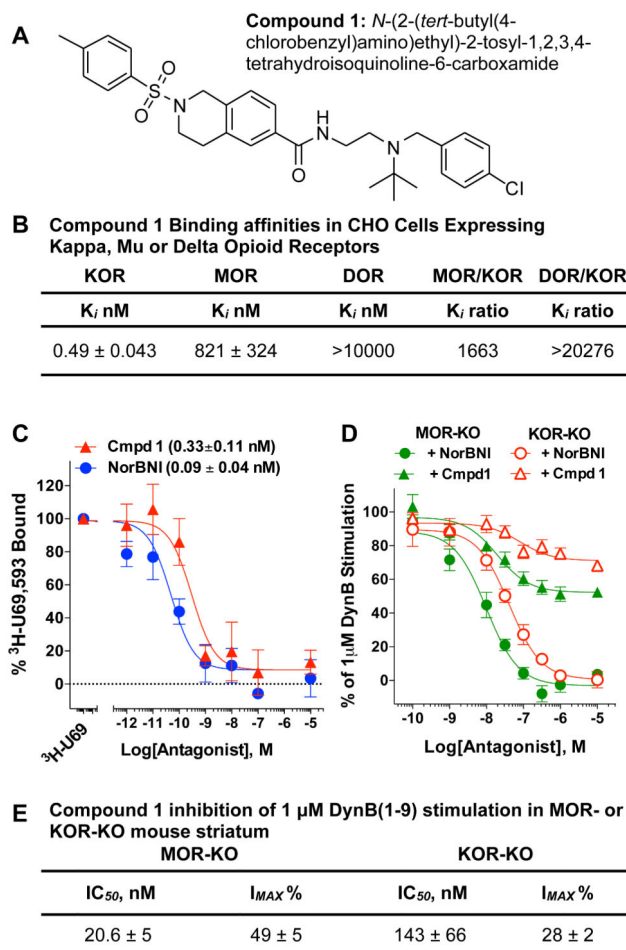 A
Compound 1: N-(2-(tert-butyl(4-
chlorobenzyl)amino)ethyl)-2-tosyl-1,2,3,4-
tetrahydroisoquinoline-6-carboxamide
O
S
O
N
H
N
O
N
Cl
B Compound 1 Binding affinities in CHO Cells Expressing
Kappa, Mu or Delta Opioid Receptors
KOR MOR DOR MOR/KOR DOR/KOR
Ki nM Ki nM Ki nM Ki ratio Ki ratio
0.49 ± 0.043 821 ± 324 >10000 1663 >20276
C
Cmpd 1 (0.33±0.11 nM)
NorBNI (0.09 ± 0.04 nM)
% ³H-U69,593 Bound
120
100
80
60
40
20
0
³H-U69
-12 -11 -10 -9 -8 -7 -6 -5
Log[Antagonist], M
D
MOR-KO KOR-KO
+ NorBNI + NorBNI
+ Cmpd1 + Cmpd 1
% of 1µM DynB Stimulation
100
80
60
40
20
0
-10 -9 -8 -7 -6 -5
Log[Antagonist], M
E Compound 1 inhibition of 1 µM DynB(1-9) stimulation in MOR- or
KOR-KO mouse striatum
MOR-KO KOR-KO
IC50, nM IMAX % IC50, nM IMAX %
20.6 ± 5 49 ± 5 143 ± 66 28 ± 2